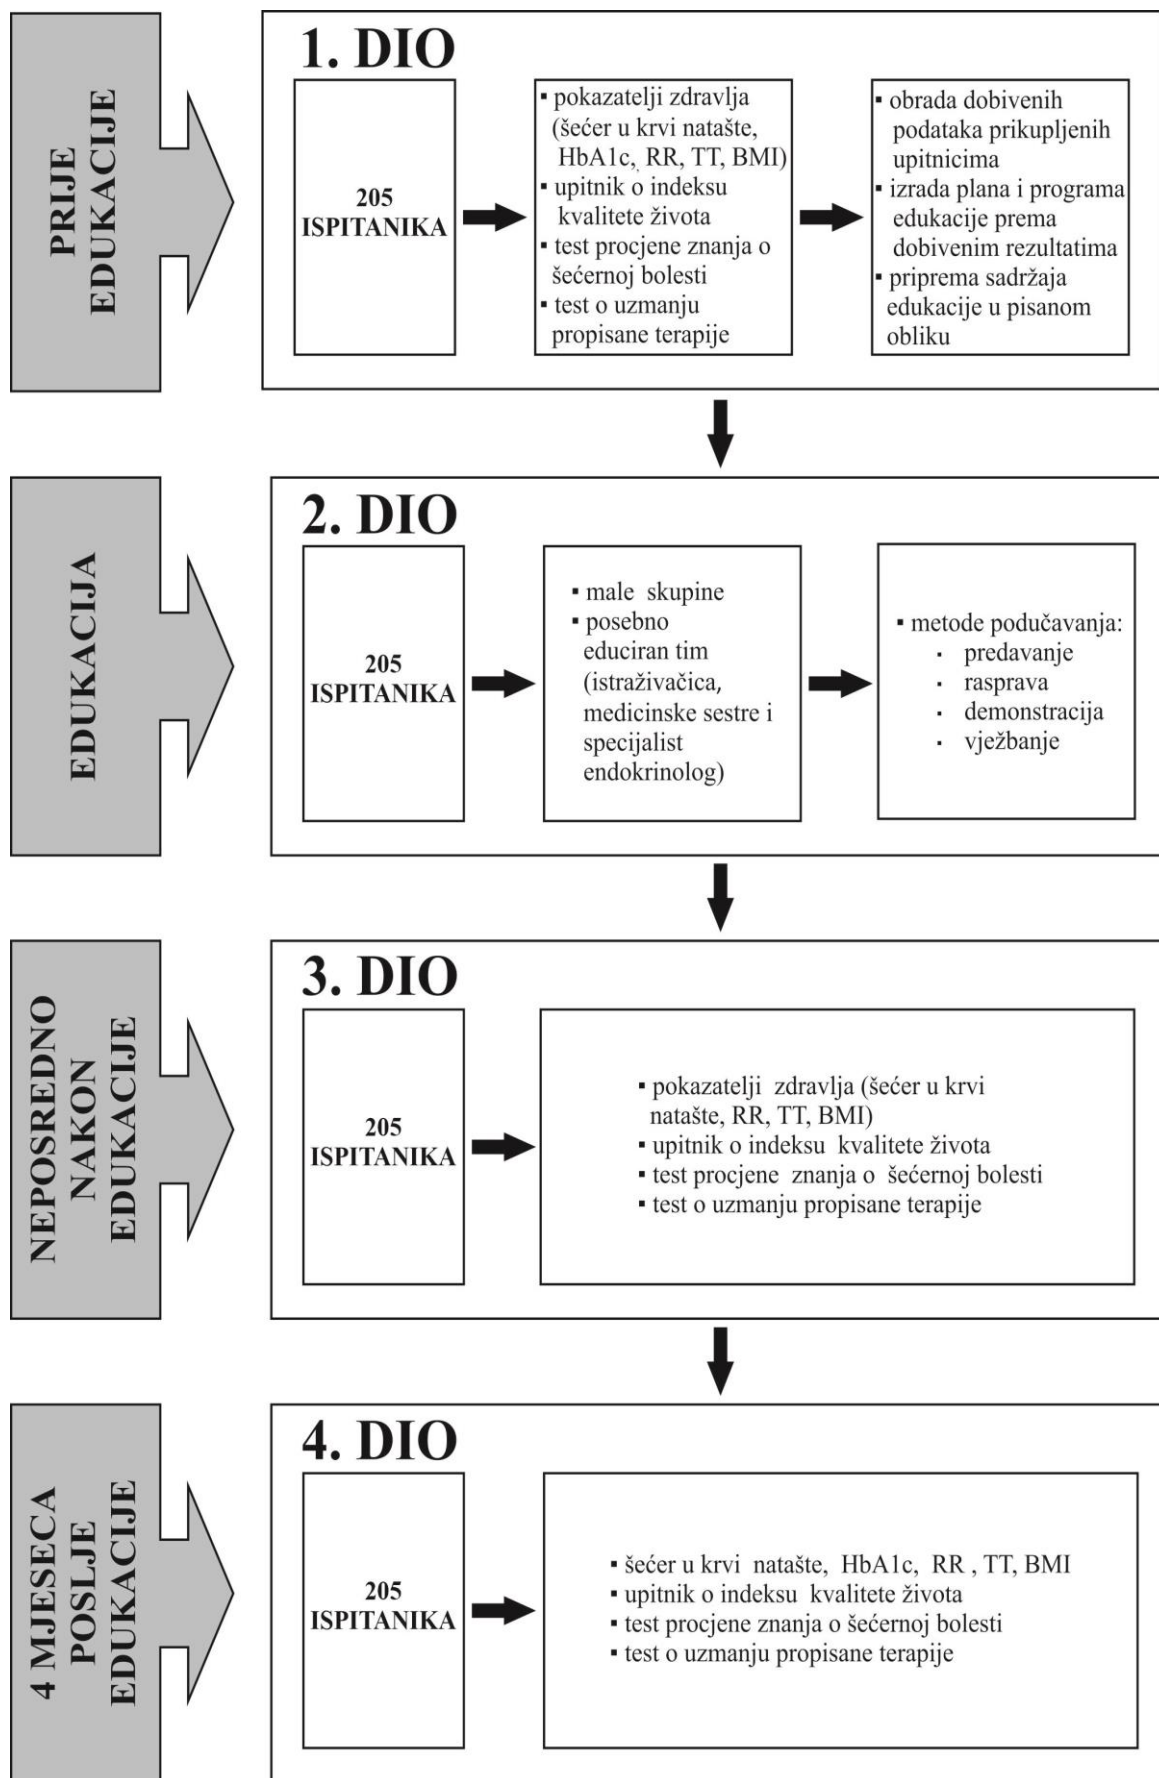 PRIJE
EDUKACIJE
1. DIO
205
ISPITANIKA
▪ pokazatelji zdravlja
(šećer u krvi natašte,
HbA1c, RR, TT, BMI)
▪ upitnik o indeksu
kvalitete života
▪ test procjene znanja o
šećernoj bolesti
▪ test o uzmanju
propisane terapije
▪ obrada dobivenih
podataka prikupljenih
upitnicima
▪ izrada plana i programa
edukacije prema
dobivenim rezultatima
▪ priprema sadržaja
edukacije u pisanom
obliku
EDUKACIJA
2. DIO
205
ISPITANIKA
▪ male skupine
▪ posebno
educiran tim
(istraživačica,
medicinske sestre i
specijalist
endokrinolog)
▪ metode podučavanja:
▪ predavanje
▪ rasprava
▪ demonstracija
▪ vježbanje
NEPOSREDNO
NAKON
EDUKACIJE
3. DIO
205
ISPITANIKA
▪ pokazatelji zdravlja (šećer u krvi
natašte, RR, TT, BMI)
▪ upitnik o indeksu kvalitete života
▪ test procjene znanja o šećernoj bolesti
▪ test o uzmanju propisane terapije
4 MJESECA
POSLJE
EDUKACIJE
4. DIO
205
ISPITANIKA
▪ šećer u krvi natašte, HbA1c, RR , TT, BMI
▪ upitnik o indeksu kvalitete života
▪ test procjene znanja o šećernoj bolesti
▪ test o uzmanju propisane terapije